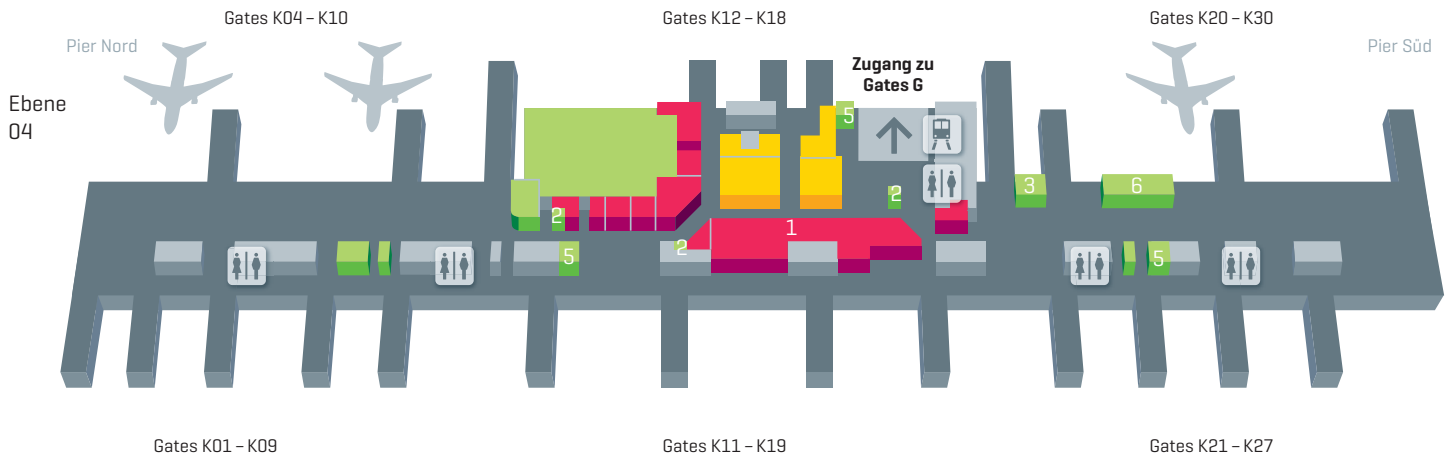 Gates K04 – K10
Gates K12 – K18
Gates K20 – K30
Pier Nord
Pier Süd
Zugang zu
Gates G
Ebene
04
5
2
2
3
6
1
2
5
5
Gates K01 – K09
Gates K11 – K19
Gates K21 – K27